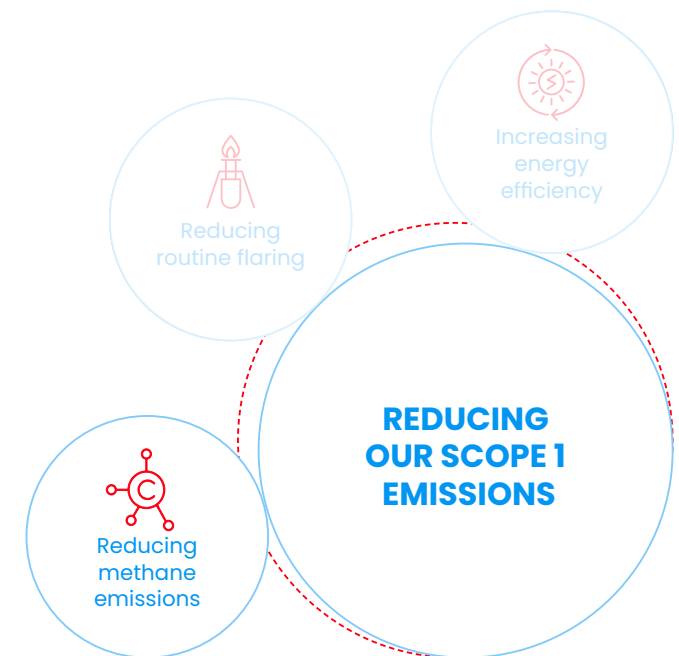 Increasing
energy
efficiency
Reducing
routine flaring
REDUCING
OUR SCOPE 1
EMISSIONS
C
Reducing
methane
emissions